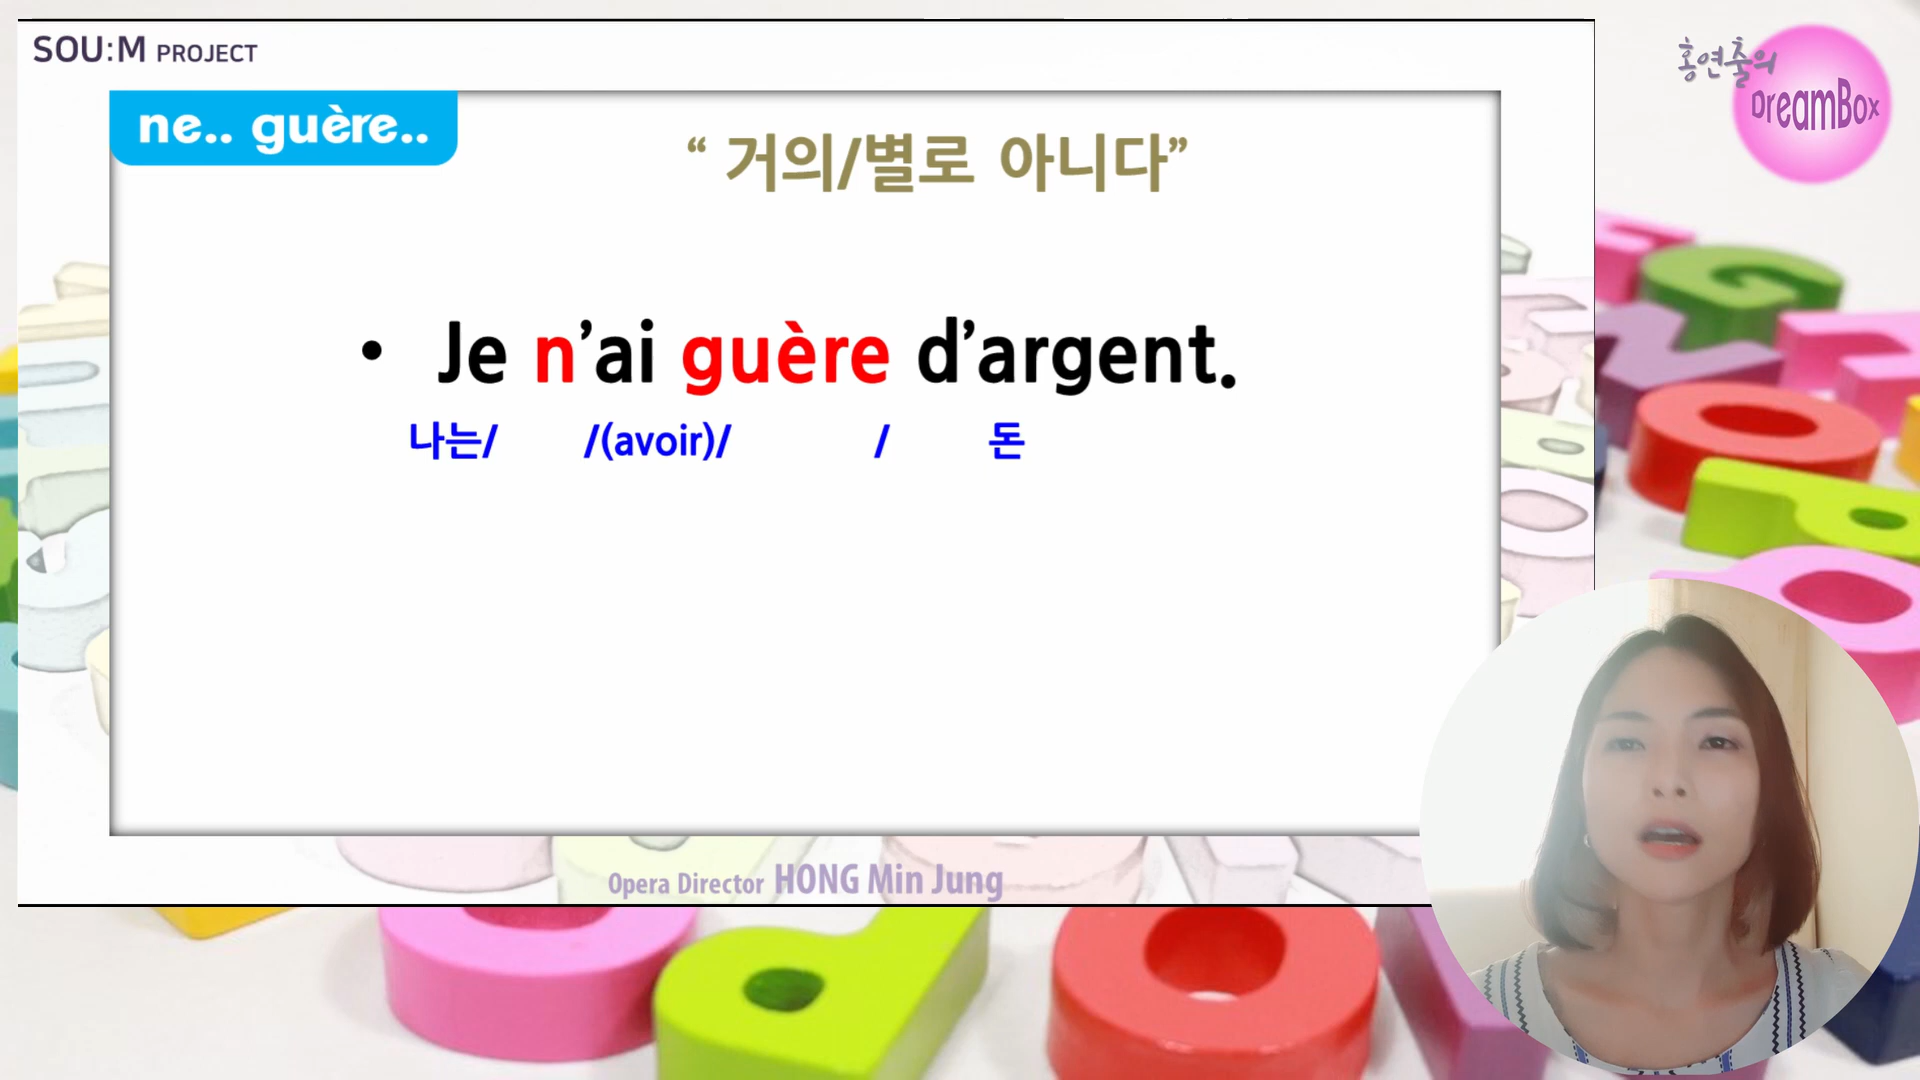 SOU:M PROJECT
홍연출의
DreamBox
ne.. guère..
“ 거의/별로 아니다”
• Je n’ai guère d’argent.
나는/ /(avoir)/ / 돈
Opera Director HONG Min Jung